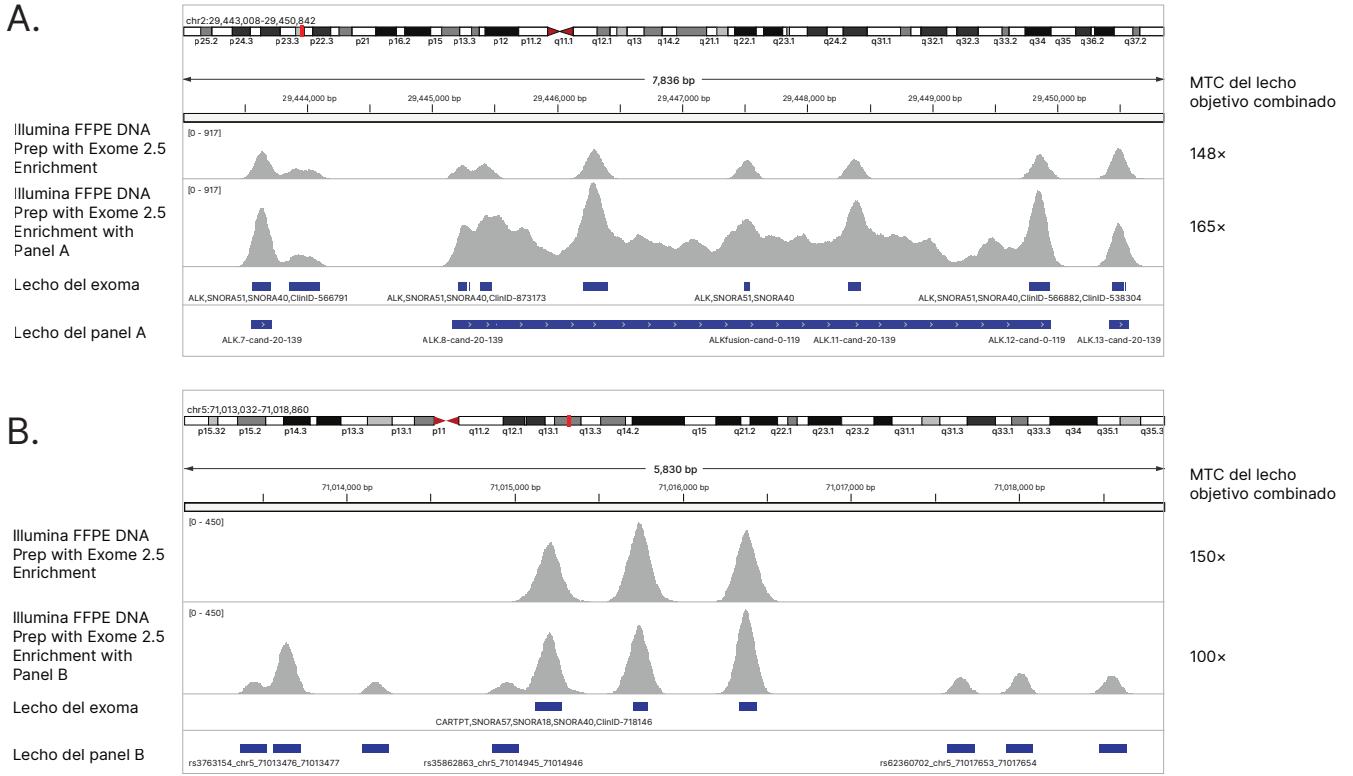 A.
chr2:29,443,008-29,450,842
p25.2 p24.3 p23.3 p22.3 p21 p16.2 p15 p13.3 p12 p11.2 q11.1 q12.1 q13 q14.2 q21.1 q22.1 q23.1 q24.2 q31.1 q32.1 q32.3 q33.2 q34 q35 q36.2 q37.2
7,836 bp
29,444,000 bp 29,445,000 bp 29,446,000 bp 29,447,000 bp 29,448,000 bp 29,449,000 bp 29,450,000 bp
MTC del lecho
objetivo combinado
Illumina FFPE DNA
Prep with Exome 2.5
Enrichment
[0 - 917]
148×
Illumina FFPE DNA
Prep with Exome 2.5
Enrichment with
Panel A
[0 - 917]
165×
Lecho del exoma
ALK,SNORA51,SNORA40,ClinID-566791 ALK,SNORA51,SNORA40,ClinID-873173 ALK,SNORA51,SNORA40 ALK,SNORA51,SNORA40,ClinID-566882,ClinID-538304
Lecho del panel A
ALK.7-cand-20-139 ALK.8-cand-20-139 ALKfusion-cand-0-119 ALK.11-cand-20-139 ALK.12-cand-0-119 ALK.13-cand-20-139
B.
chr5:71,013,032-71,018,860
p15.32 p15.2 p14.3 p13.3 p13.1 p11 q11.2 q12.1 q13.1 q13.3 q14.2 q15 q21.2 q22.1 q23.1 q23.2 q31.1 q31.3 q33.1 q33.3 q34 q35.1 q35.3
5,830 bp
71,014,000 bp 71,015,000 bp 71,016,000 bp 71,017,000 bp 71,018,000 bp
MTC del lecho
objetivo combinado
Illumina FFPE DNA
Prep with Exome 2.5
Enrichment
[0 - 450]
150×
Illumina FFPE DNA
Prep with Exome 2.5
Enrichment with
Panel B
[0 - 450]
100×
Lecho del exoma
CARTPT,SNORA57,SNORA18,SNORA40,ClinID-718146
Lecho del panel B
rs3763154_chr5_71013476_71013477 rs35862863_chr5_71014945_71014946 rs62360702_chr5_71017653_71017654